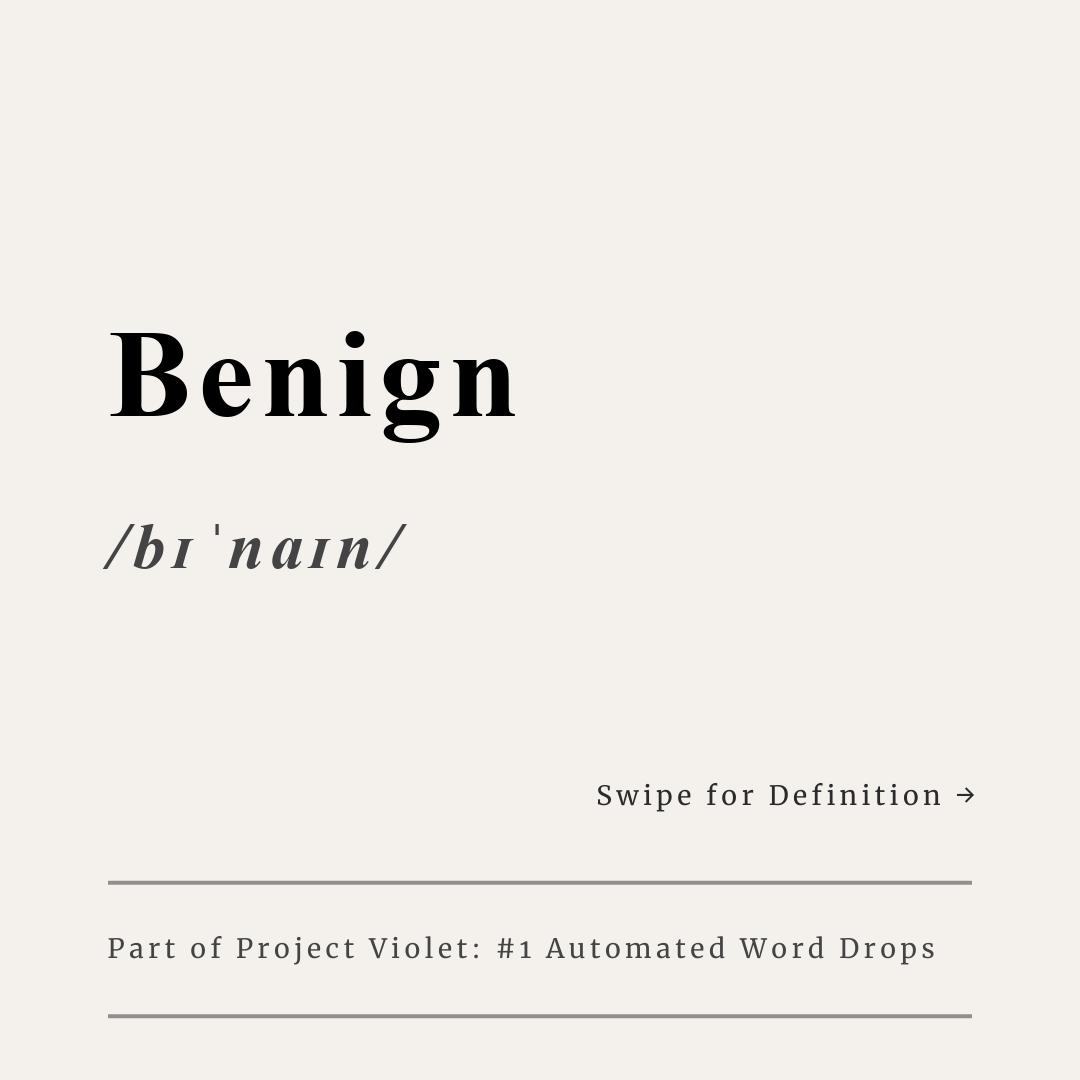 Benign
/bɪˈnaɪn/
Swipe for Definition →
Part of Project Violet: #1 Automated Word Drops